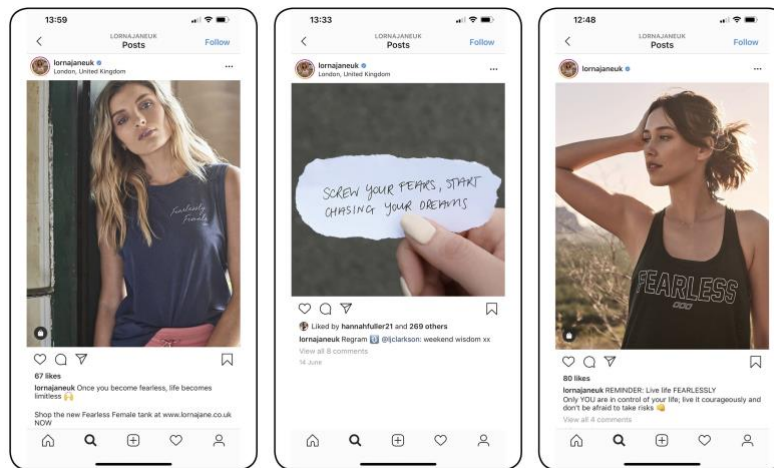 13:59
LORNAJANEUK
Posts
Follow
lornajaneuk
London, United Kingdom
Fearlessly
Female
67 likes
lornajaneuk Once you become fearless, life becomes
limitless 🙌
Shop the new Fearless Female tank at www.lornajane.co.uk
NOW
13:33
LORNAJANEUK
Posts
Follow
lornajaneuk
London, United Kingdom
SCREW YOUR FEARS, START
CHASING YOUR DREAMS
Liked by hannahfuller21 and 269 others
lornajaneuk Regram @ljclarkson: weekend wisdom xx
View all 8 comments
14 June
12:48
LORNAJANEUK
Posts
Follow
lornajaneuk
FEARLESS
80 likes
lornajaneuk REMINDER: Live life FEARLESSLY
Only YOU are in control of your life; live it courageously and
don't be afraid to take risks
View all 4 comments